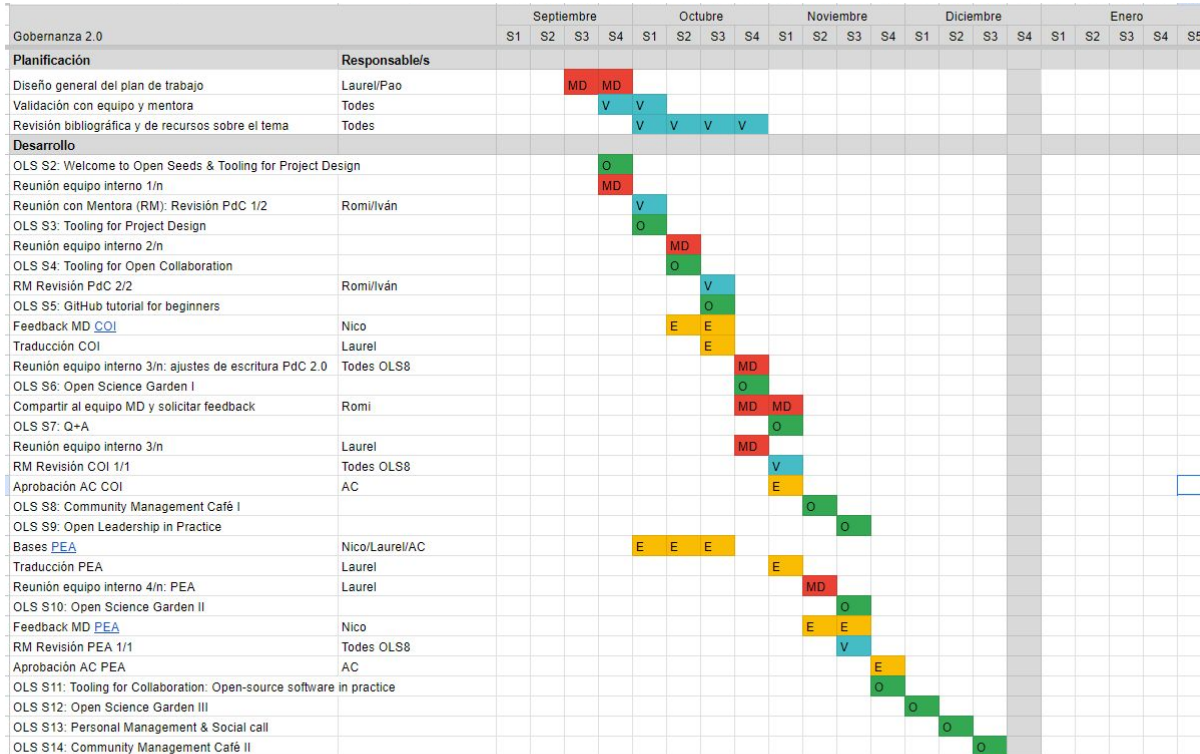 Septiembre Octubre Noviembre Diciembre Enero
Gobernanza 2.0 S1 S2 S3 S4 S1 S2 S3 S4 S1 S2 S3 S4 S1 S2 S3 S4 S1 S2 S3 S4 S5
Planificación Responsable/s
Diseño general del plan de trabajo Laurel/Pao MD MD
Validación con equipo y mentora Todes V V
Revisión bibliográfica y de recursos sobre el tema Todes V V V V
Desarrollo
OLS S2: Welcome to Open Seeds & Tooling for Project Design O
Reunión equipo interno 1/n MD
Reunión con Mentora (RM): Revisión PdC 1/2 Romi/Iván V
OLS S3: Tooling for Project Design O
Reunión equipo interno 2/n MD
OLS S4: Tooling for Open Collaboration O
RM Revisión PdC 2/2 Romi/Iván V
OLS S5: GitHub tutorial for beginners O
Feedback MD COI Nico E E
Traducción COI Laurel E
Reunión equipo interno 3/n: ajustes de escritura PdC 2.0 Todes OLS8 MD
OLS S6: Open Science Garden I O
Compartir al equipo MD y solicitar feedback Romi MD MD
OLS S7: Q+A O
Reunión equipo interno 3/n Laurel MD
RM Revisión COI 1/1 Todes OLS8 V
Aprobación AC COI AC E
OLS S8: Community Management Café I O
OLS S9: Open Leadership in Practice O
Bases PEA Nico/Laurel/AC E E E
Traducción PEA Laurel E
Reunión equipo interno 4/n: PEA Laurel MD
OLS S10: Open Science Garden II O
Feedback MD PEA Nico E E
RM Revisión PEA 1/1 Todes OLS8 V
Aprobación AC PEA AC E
OLS S11: Tooling for Collaboration: Open-source software in practice O
OLS S12: Open Science Garden III O
OLS S13: Personal Management & Social call O
OLS S14: Community Management Café II O